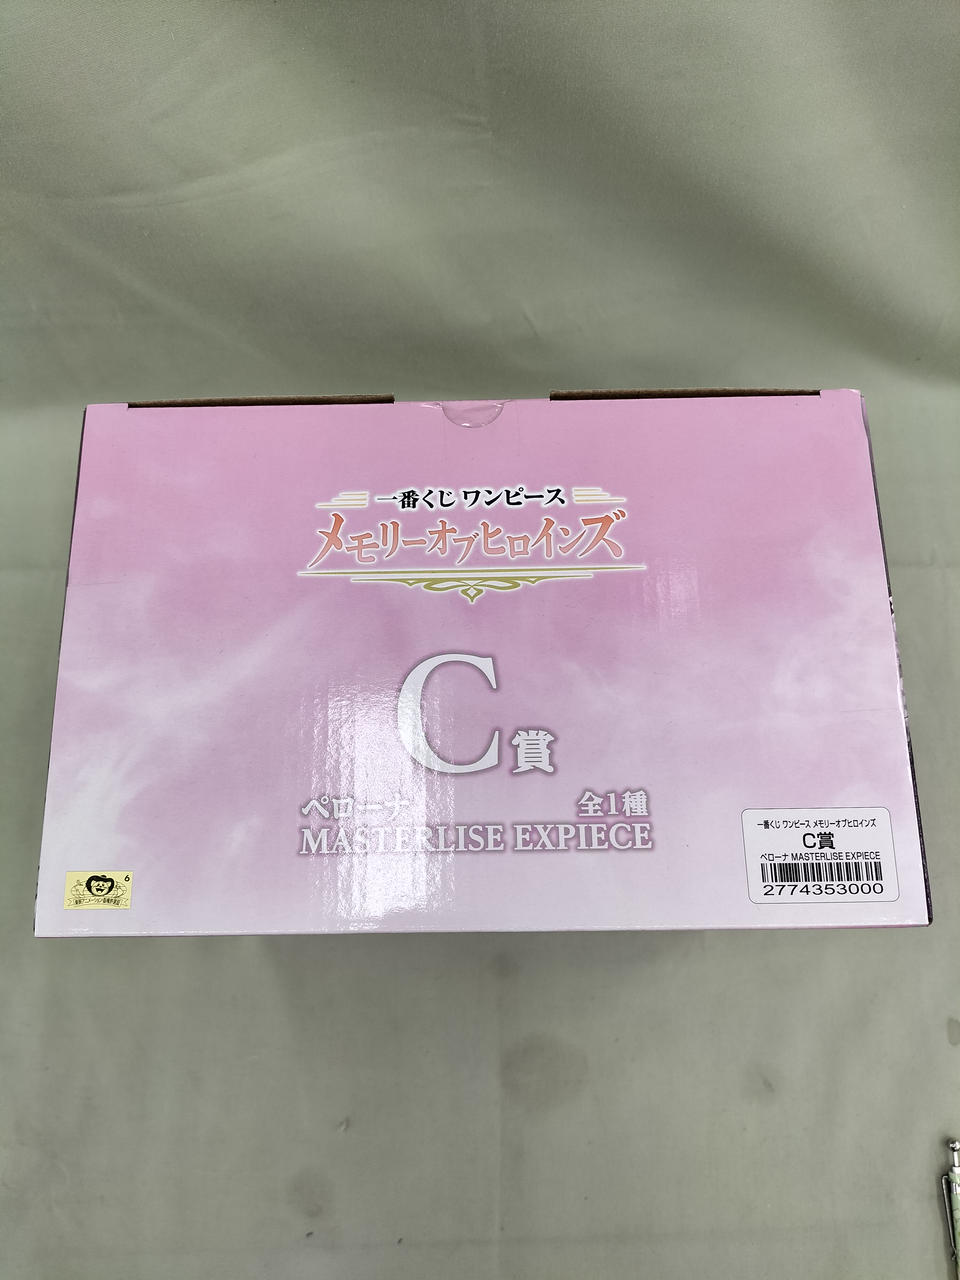 一番くじ ワンピース
メモリーオブヒロインズ
C賞
ペローナ 全1種
MASTERLISE EXPIECE
一番くじ ワンピース メモリーオブヒロインズ
C賞
ペローナ MASTERLISE EXPIECE
2774353000
6